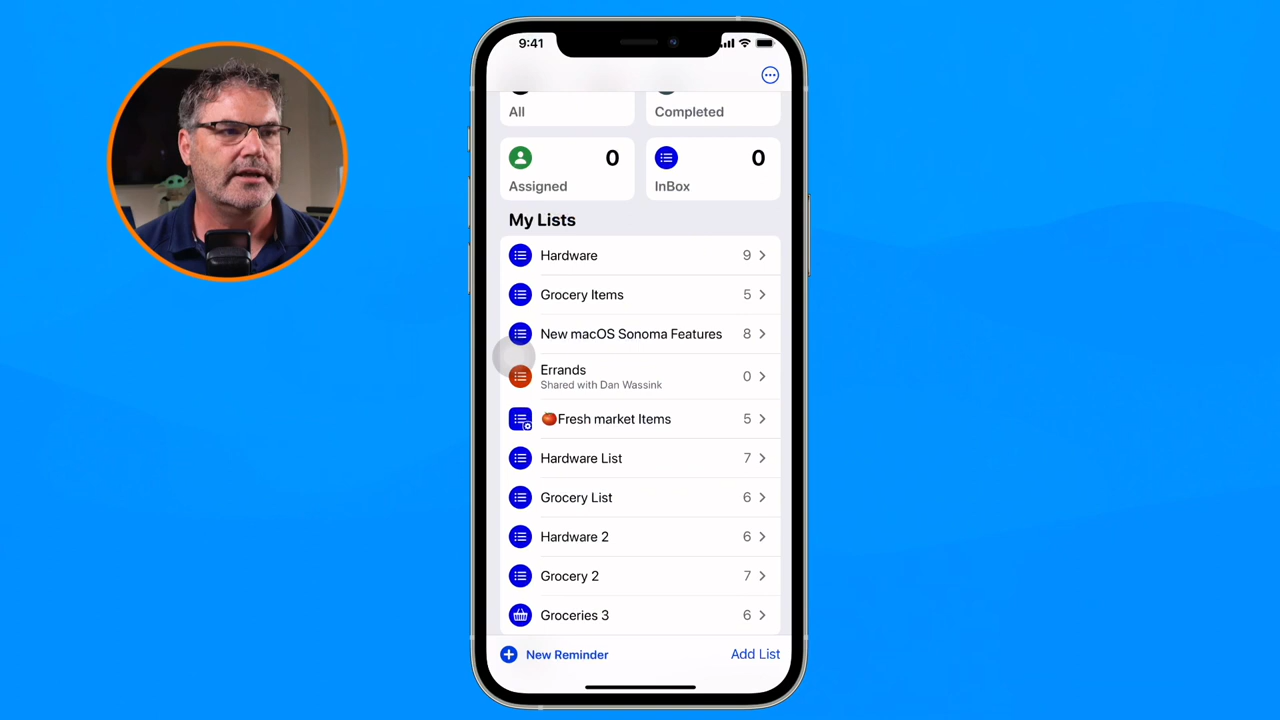 9:41
All
Completed
0
Assigned
0
InBox
My Lists
Hardware 9
Grocery Items 5
New macOS Sonoma Features 8
Errands
Shared with Dan Wassink
0
🍅Fresh market Items 5
Hardware List 7
Grocery List 6
Hardware 2 6
Grocery 2 7
Groceries 3 6
New Reminder Add List